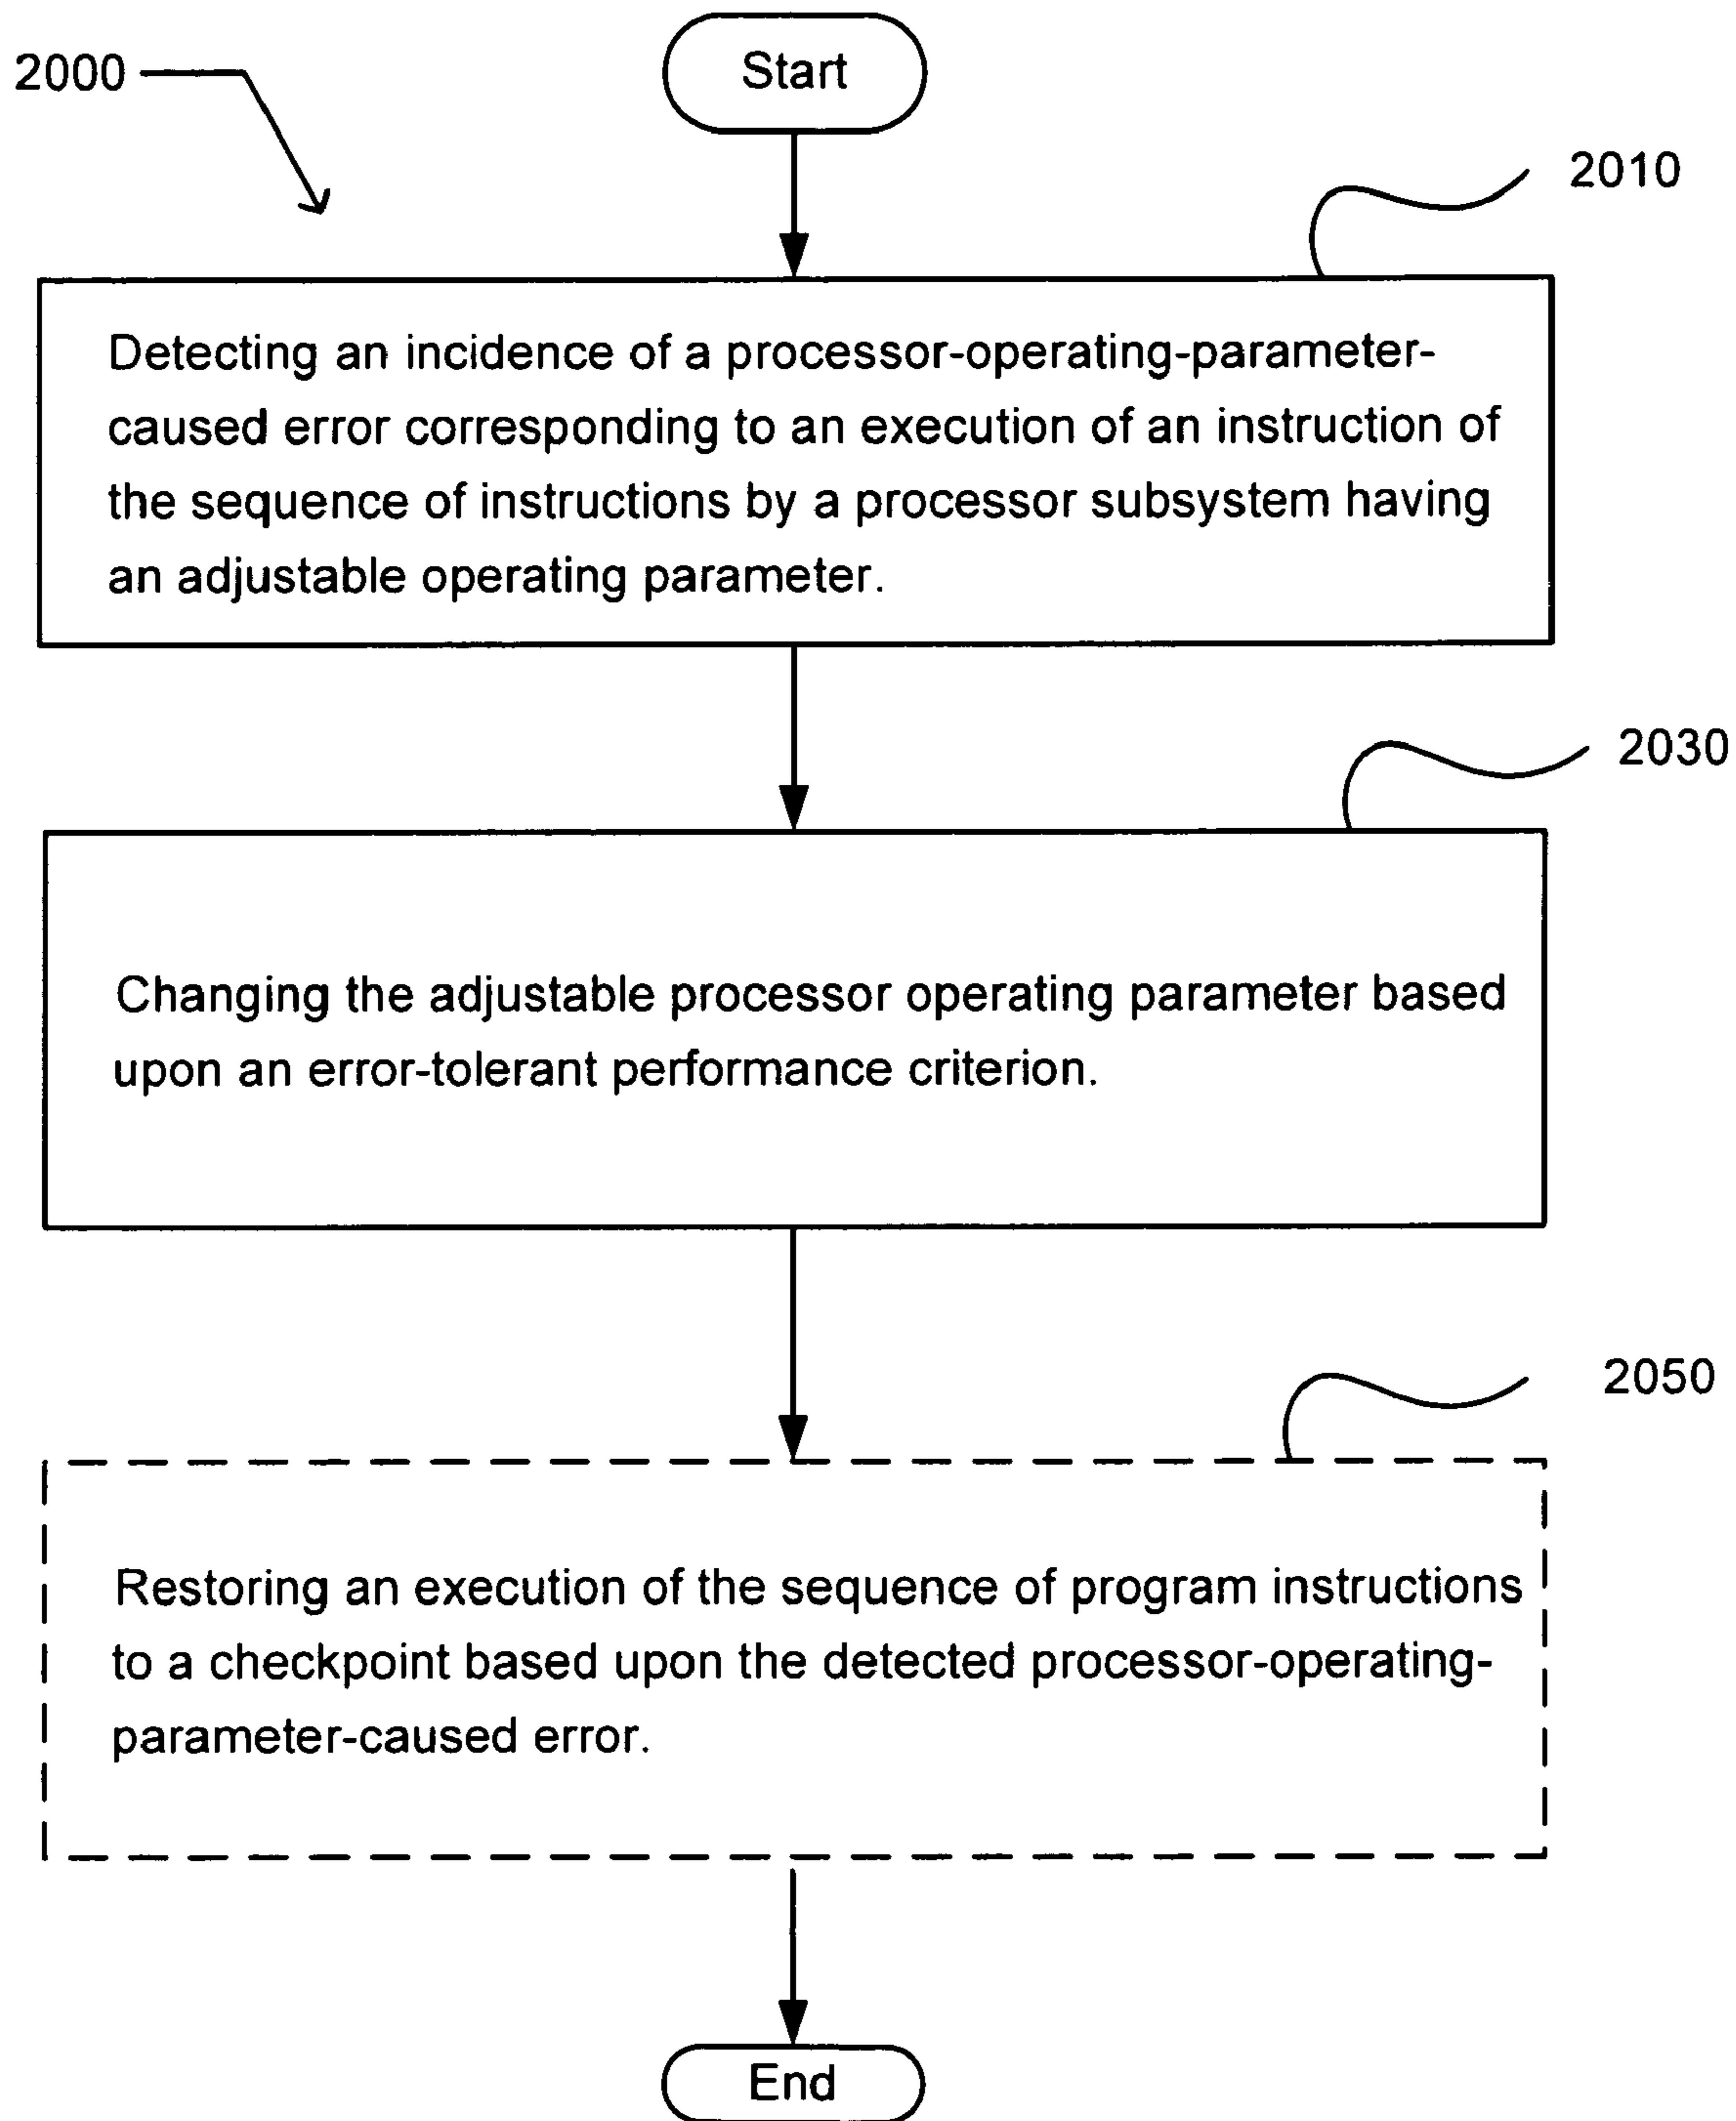 Start
2000
2010
Detecting an incidence of a processor-operating-parameter-
caused error corresponding to an execution of an instruction of
the sequence of instructions by a processor subsystem having
an adjustable operating parameter.
2030
Changing the adjustable processor operating parameter based
upon an error-tolerant performance criterion.
2050
Restoring an execution of the sequence of program instructions
to a checkpoint based upon the detected processor-operating-
parameter-caused error.
End